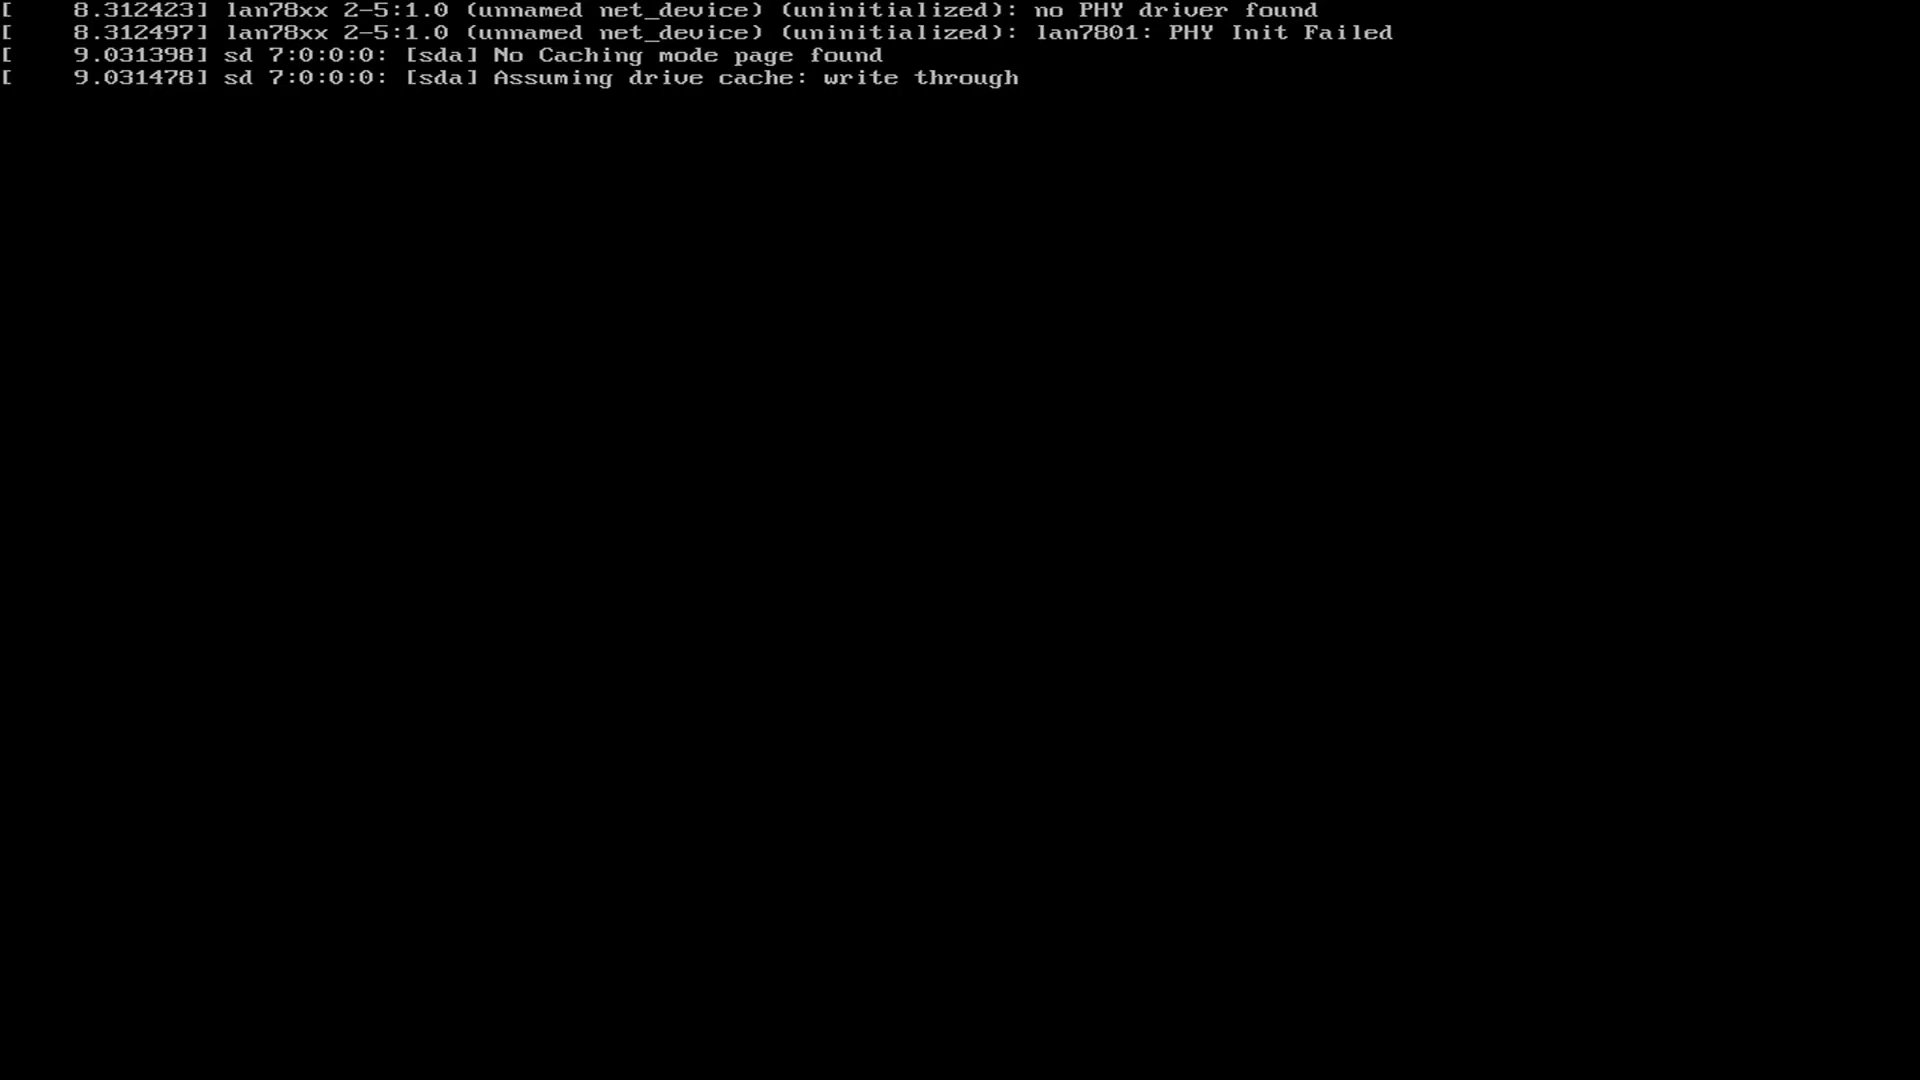 [    8.312423] lan78xx 2-5:1.0 (unnamed net_device) (uninitialized): no PHY driver found
[    8.312497] lan78xx 2-5:1.0 (unnamed net_device) (uninitialized): lan7801: PHY Init Failed
[    9.031398] sd 7:0:0:0: [sda] No Caching mode page found
[    9.031478] sd 7:0:0:0: [sda] Assuming drive cache: write through